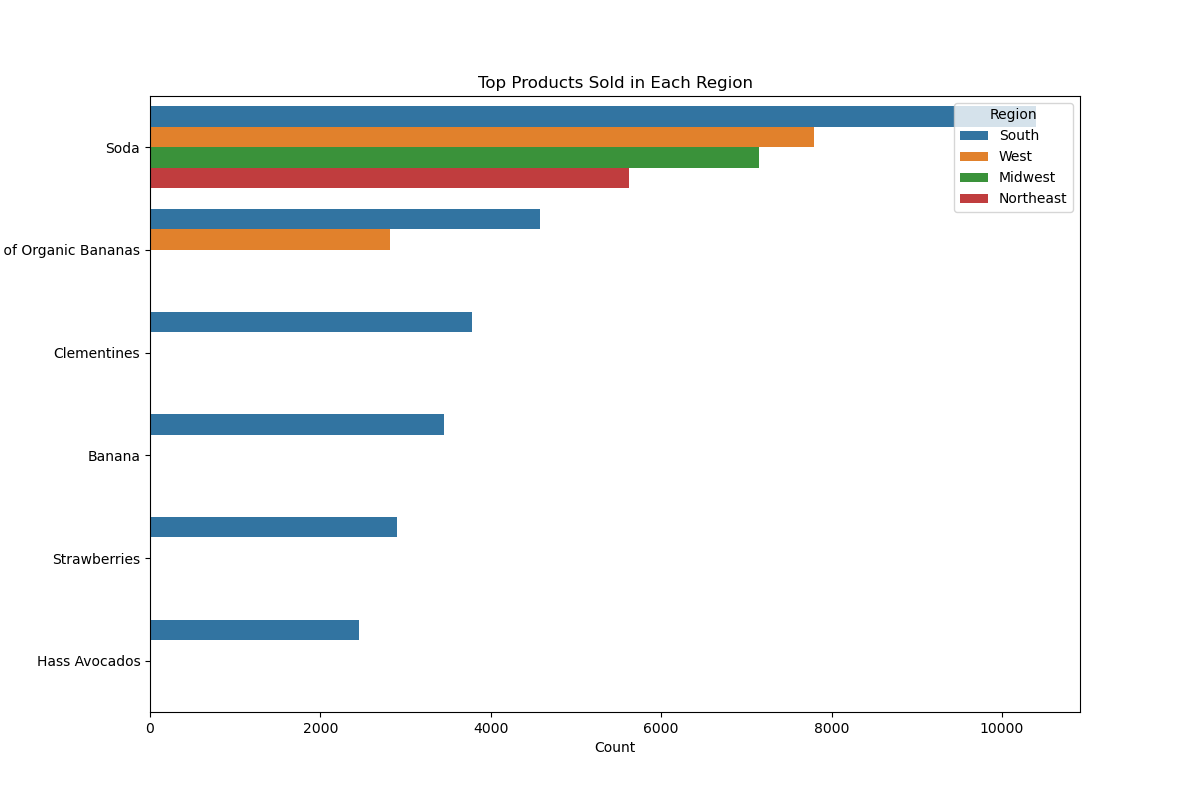 Top Products Sold in Each Region
Region
South
West
Midwest
Northeast
Soda
of Organic Bananas
Clementines
Banana
Strawberries
Hass Avocados
0 2000 4000 6000 8000 10000
Count